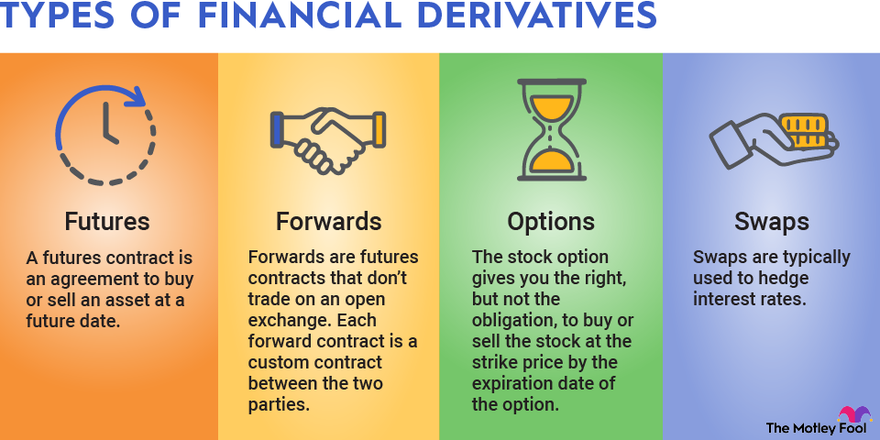 TYPES OF FINANCIAL DERIVATIVES
Futures
A futures contract is
an agreement to buy
or sell an asset at a
future date.
Forwards
Forwards are futures
contracts that don’t
trade on an open
exchange. Each
forward contract is a
custom contract
between the two
parties.
Options
The stock option
gives you the right,
but not the
obligation, to buy or
sell the stock at the
strike price by the
expiration date of
the option.
Swaps
Swaps are typically
used to hedge
interest rates.
The Motley Fool